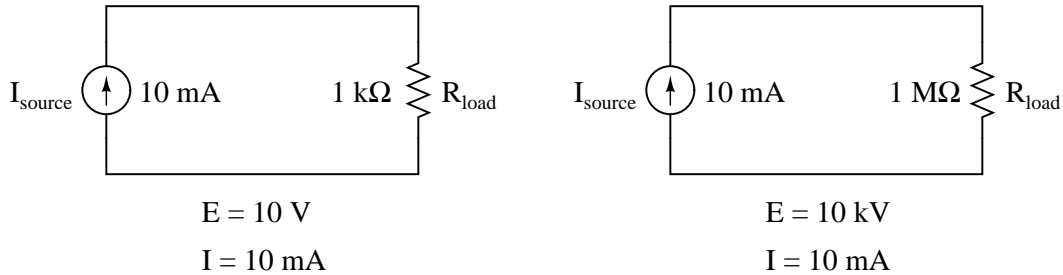 I_source 10 mA 1 kΩ R_load
E = 10 V
I = 10 mA
I_source 10 mA 1 MΩ R_load
E = 10 kV
I = 10 mA